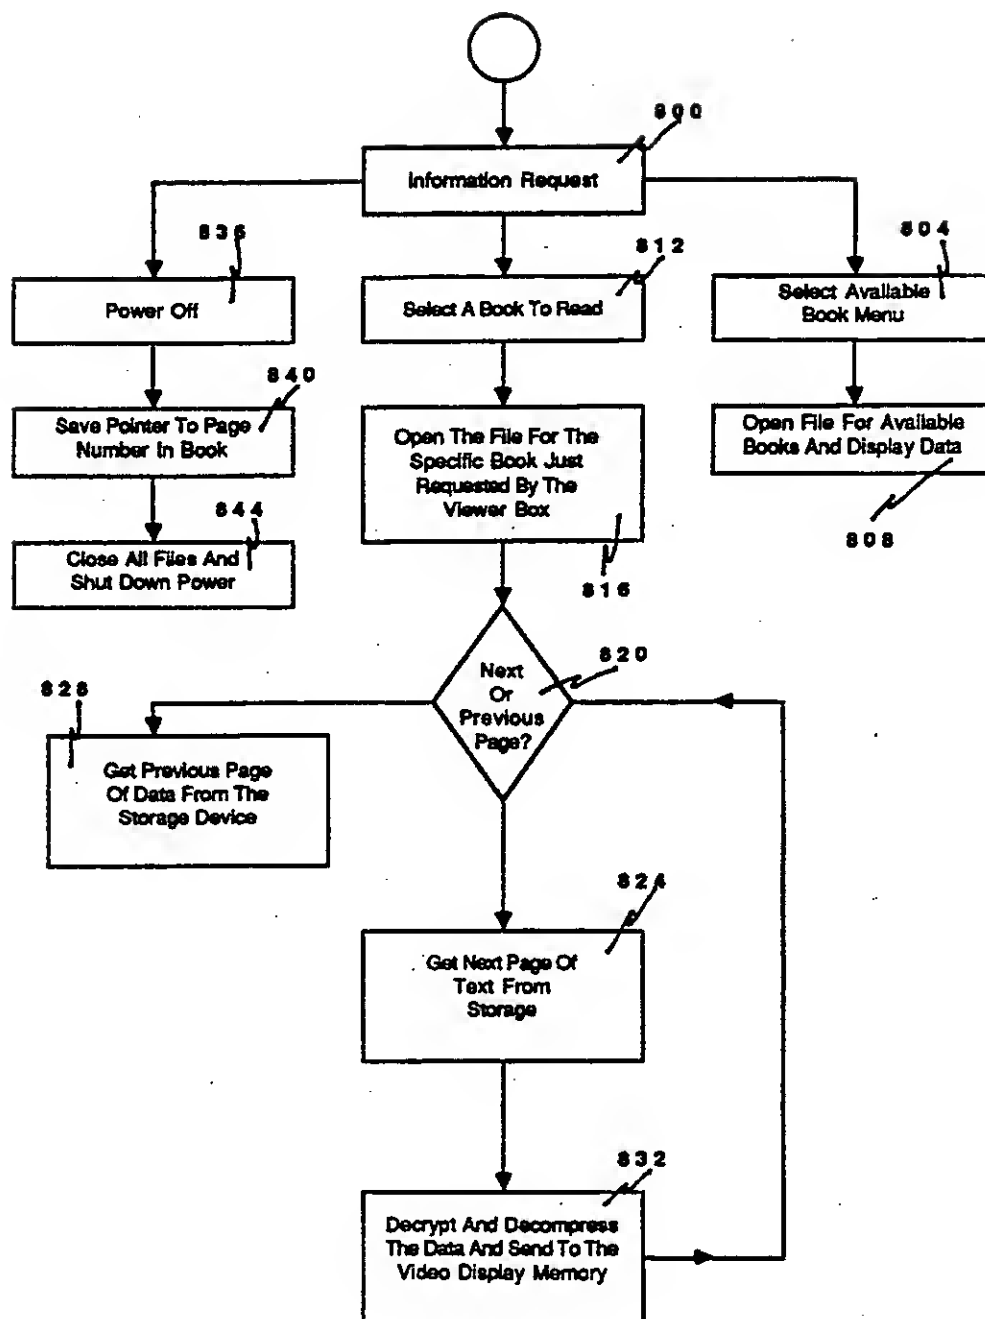 800
Information Request
836
812
804
Power Off
Select A Book To Read
Select Available
Book Menu
840
Save Pointer To Page
Number In Book
Open The File For The
Specific Book Just
Requested By The
Viewer Box
Open File For Available
Books And Display Data
844
808
Close All Files And
Shut Down Power
816
820
Next
Or
Previous
Page?
828
Get Previous Page
Of Data From The
Storage Device
824
Get Next Page Of
Text From
Storage
832
Decrypt And Decompress
The Data And Send To The
Video Display Memory